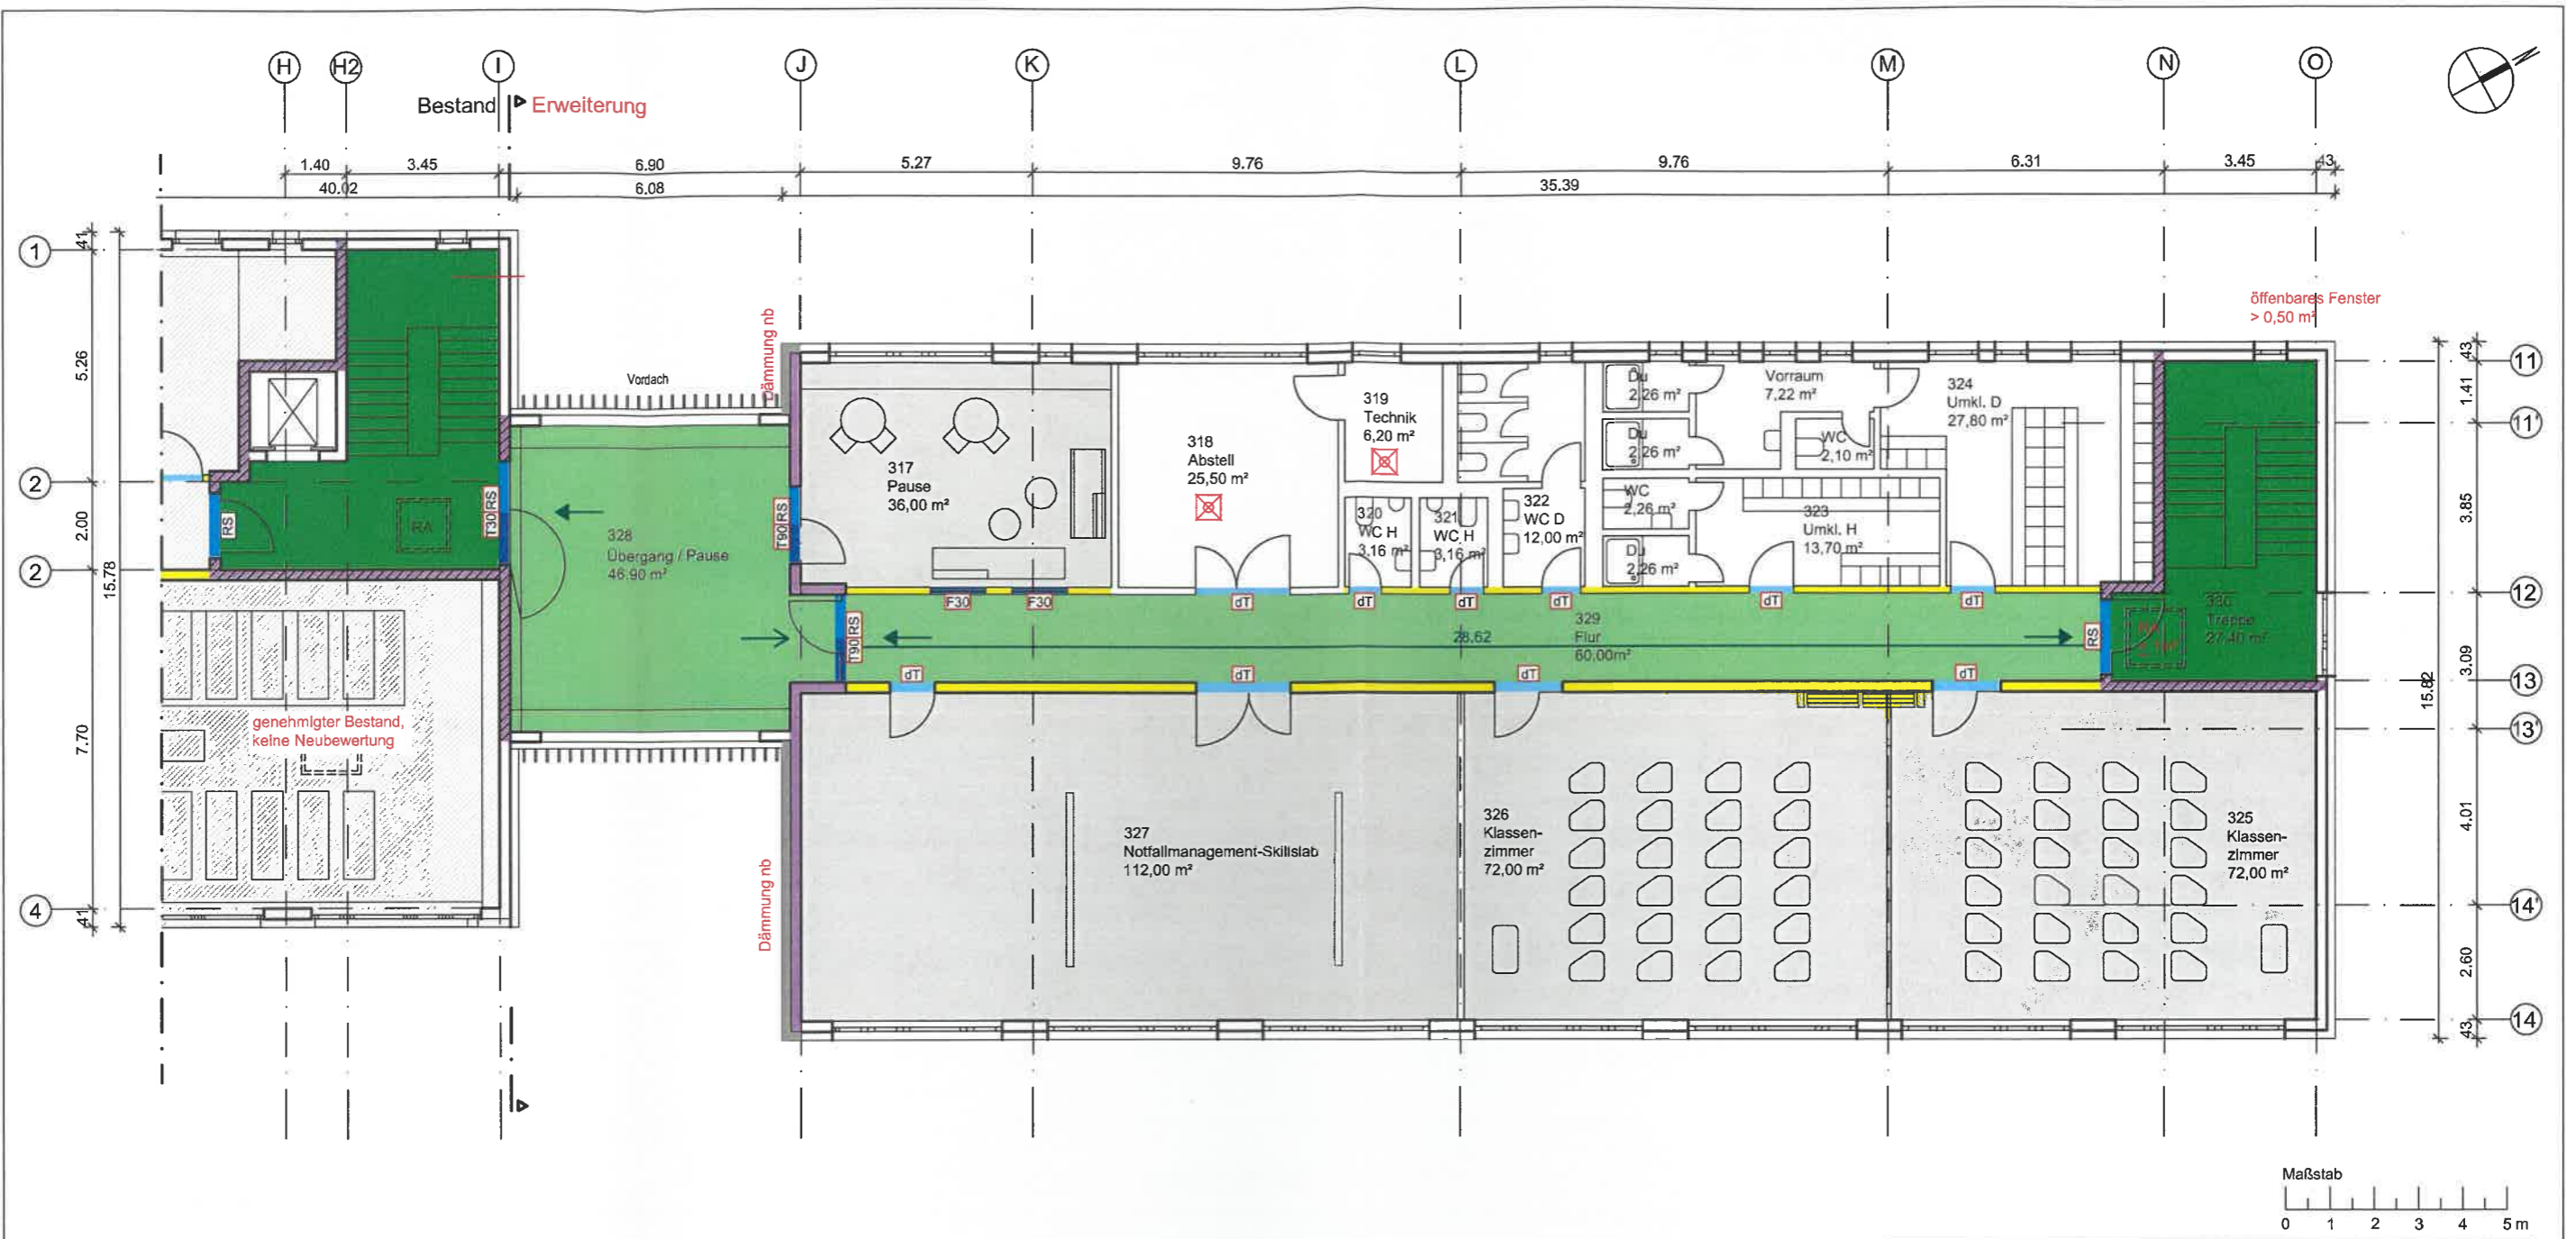 H
H2
I
J
K
L
M
N
O
Bestand
Erweiterung
1.40
3.45
6.90
5.27
9.76
9.76
6.31
3.45
43
40.02
6.08
35.39
1
2
2
4
41
5.26
2.00
15.78
7.70
41
öffenbares Fenster
> 0,50 m²
Vordach
Dämmung nb
11
11'
12
13
13'
14'
14
43
1.41
3.85
3.09
15.82
4.01
2.60
43
317
Pause
36,00 m²
318
Abstell
25,50 m²
319
Technik
6,20 m²
320
WC H
3,16 m²
321
WC H
3,16 m²
322
WC D
12,00 m²
Du
2,26 m²
Du
2,26 m²
WC
2,26 m²
Du
2,26 m²
Vorraum
7,22 m²
WC
2,10 m²
323
Umkl. H
13,70 m²
324
Umkl. D
27,80 m²
RS
RA
T30 RS
328
Übergang / Pause
46.90 m²
T90 RS
T90 RS
F30
F30
dT
dT
dT
dT
dT
dT
28,62
329
Flur
60,00m²
RS
RA
330
Treppe
27,40 m²
dT
dT
dT
dT
genehmigter Bestand,
keine Neubewertung
Dämmung nb
327
Notfallmanagement-Skillslab
112,00 m²
326
Klassen-
zimmer
72,00 m²
325
Klassen-
zimmer
72,00 m²
Maßstab
0 1 2 3 4 5 m